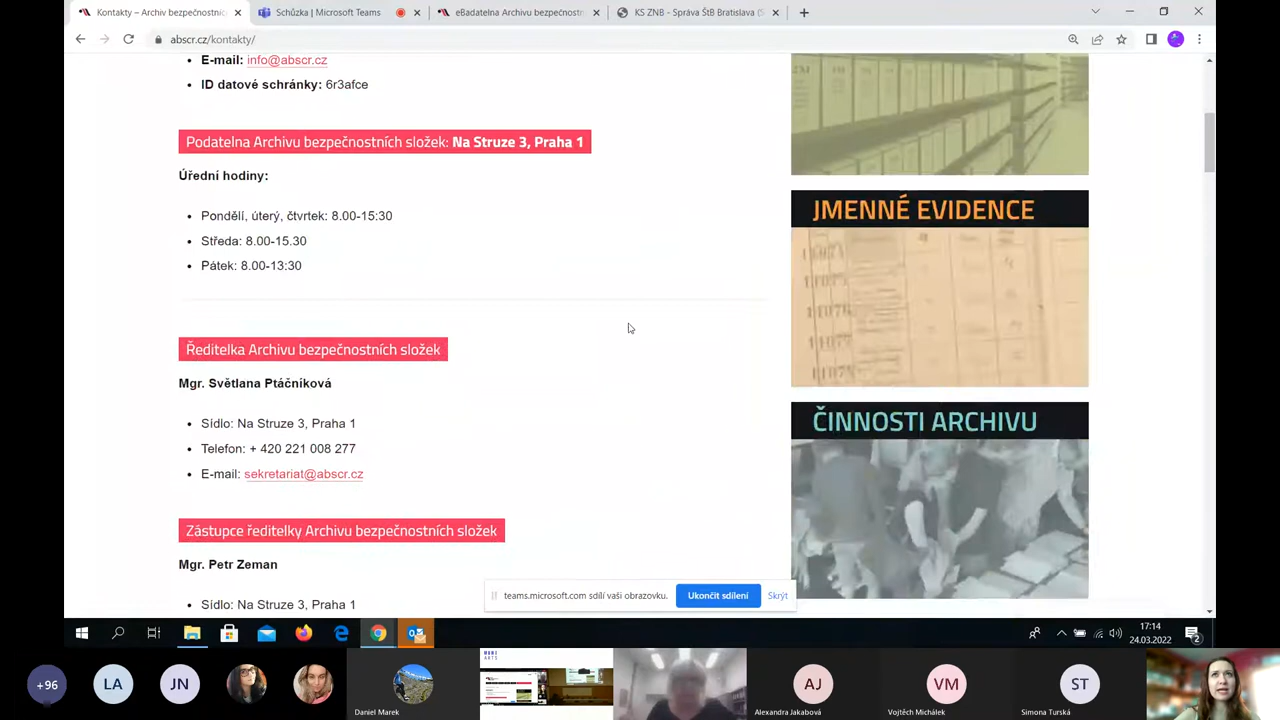 Kontakty – Archiv bezpečnostních
Schůzka | Microsoft Teams
eBadatelna Archivu bezpečnostn
KS ZNB - Správa ŠtB Bratislava (Š
abscr.cz/kontakty/
E-mail: info@abscr.cz
ID datové schránky: 6r3afce
Podatelna Archivu bezpečnostních složek: Na Struze 3, Praha 1
Úřední hodiny:
Pondělí, úterý, čtvrtek: 8.00-15:30
Středa: 8.00-15.30
Pátek: 8.00-13:30
JMENNÉ EVIDENCE
Ředitelka Archivu bezpečnostních složek
Mgr. Světlana Ptáčníková
Sídlo: Na Struze 3, Praha 1
Telefon: + 420 221 008 277
E-mail: sekretariat@abscr.cz
ČINNOSTI ARCHIVU
Zástupce ředitelky Archivu bezpečnostních složek
Mgr. Petr Zeman
Sídlo: Na Struze 3, Praha 1
teams.microsoft.com sdílí vaši obrazovku.
Ukončit sdílení
Skrýt
17:14
24.03.2022
2
+96
LA
JN
Daniel Marek
MUNI
ARTS
AJ
Alexandra Jakabová
VM
Vojtěch Michálek
ST
Simona Turská